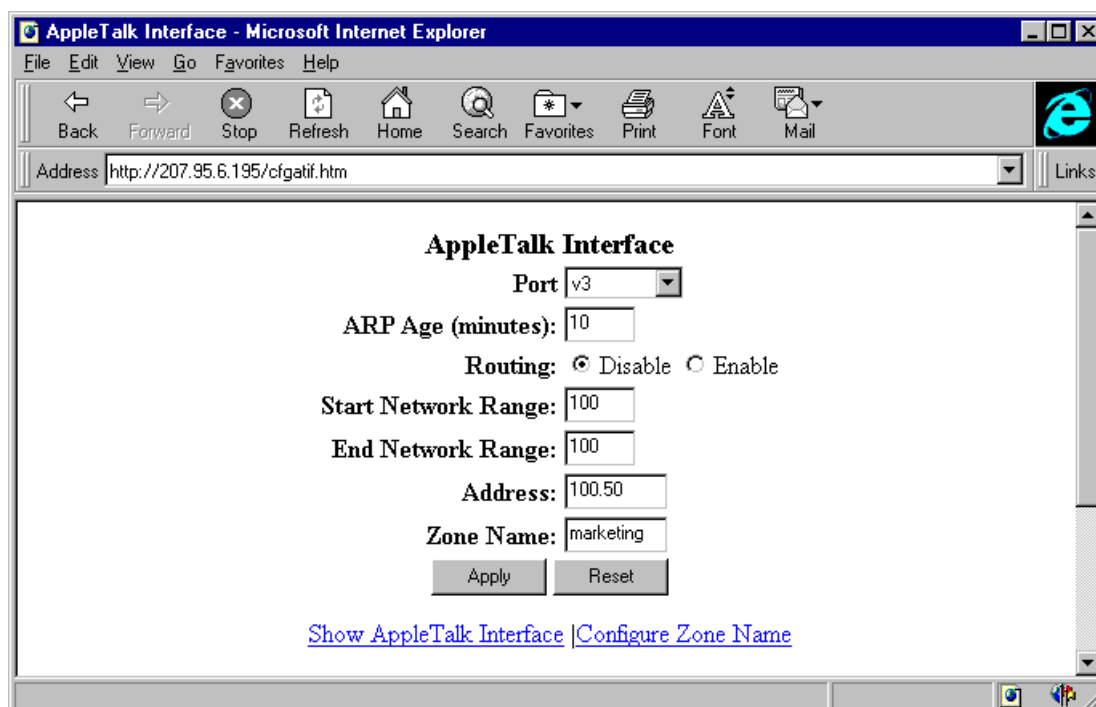 AppleTalk Interface - Microsoft Internet Explorer
File Edit View Go Favorites Help
Back Forward Stop Refresh Home Search Favorites Print Font Mail
Address http://207.95.6.195/cfgatif.htm Links
AppleTalk Interface
Port v3
ARP Age (minutes): 10
Routing: Disable Enable
Start Network Range: 100
End Network Range: 100
Address: 100.50
Zone Name: marketing
Apply Reset
Show AppleTalk Interface |Configure Zone Name